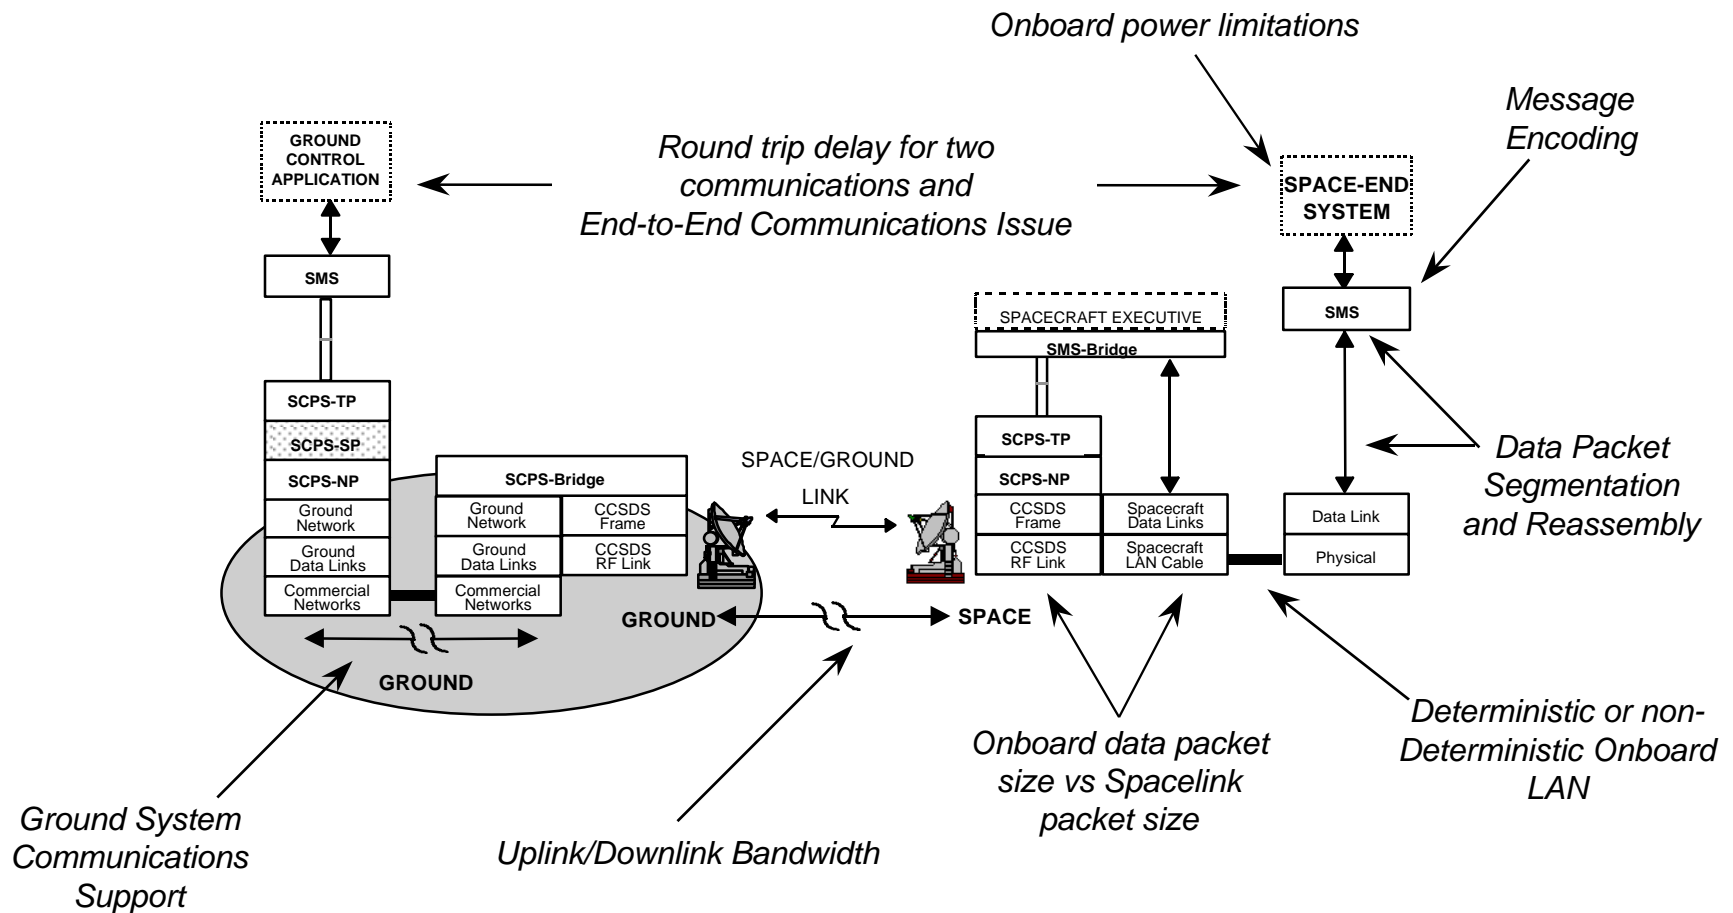 Onboard power limitations
Message
Encoding
GROUND
CONTROL
APPLICATION
Round trip delay for two
communications and
End-to-End Communications Issue
SPACE-END
SYSTEM
SMS
SPACECRAFT EXECUTIVE
SMS-Bridge
SMS
SCPS-TP
SCPS-SP
SCPS-NP
Ground
Network
Ground
Data Links
Commercial
Networks
SCPS-Bridge
Ground
Network
CCSDS
Frame
Ground
Data Links
CCSDS
RF Link
Commercial
Networks
SPACE/GROUND
LINK
SCPS-TP
SCPS-NP
CCSDS
Frame
Spacecraft
Data Links
CCSDS
RF Link
Spacecraft
LAN Cable
Data Link
Physical
Data Packet
Segmentation
and Reassembly
GROUND
SPACE
GROUND
Ground System
Communications
Support
Uplink/Downlink Bandwidth
Onboard data packet
size vs Spacelink
packet size
Deterministic or non-
Deterministic Onboard
LAN